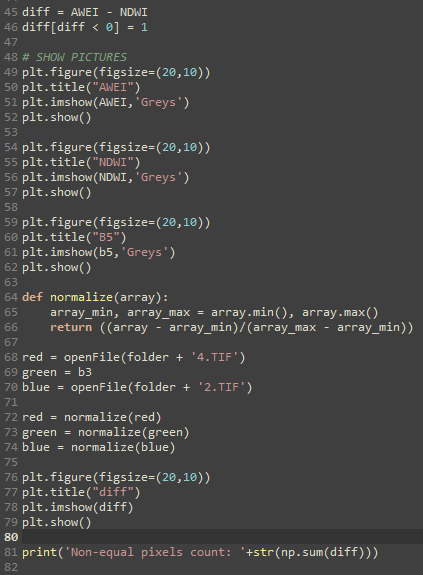 45 diff = AWEI - NDWI
46 diff[diff < 0] = 1
47
48 # SHOW PICTURES
49 plt.figure(figsize=(20,10))
50 plt.title("AWEI")
51 plt.imshow(AWEI,'Greys')
52 plt.show()
53
54 plt.figure(figsize=(20,10))
55 plt.title("NDWI")
56 plt.imshow(NDWI,'Greys')
57 plt.show()
58
59 plt.figure(figsize=(20,10))
60 plt.title("B5")
61 plt.imshow(b5,'Greys')
62 plt.show()
63
64 def normalize(array):
65     array_min, array_max = array.min(), array.max()
66     return ((array - array_min)/(array_max - array_min))
67
68 red = openFile(folder + '4.TIF')
69 green = b3
70 blue = openFile(folder + '2.TIF')
71
72 red = normalize(red)
73 green = normalize(green)
74 blue = normalize(blue)
75
76 plt.figure(figsize=(20,10))
77 plt.title("diff")
78 plt.imshow(diff)
79 plt.show()
80
81 print('Non-equal pixels count: '+str(np.sum(diff)))
82